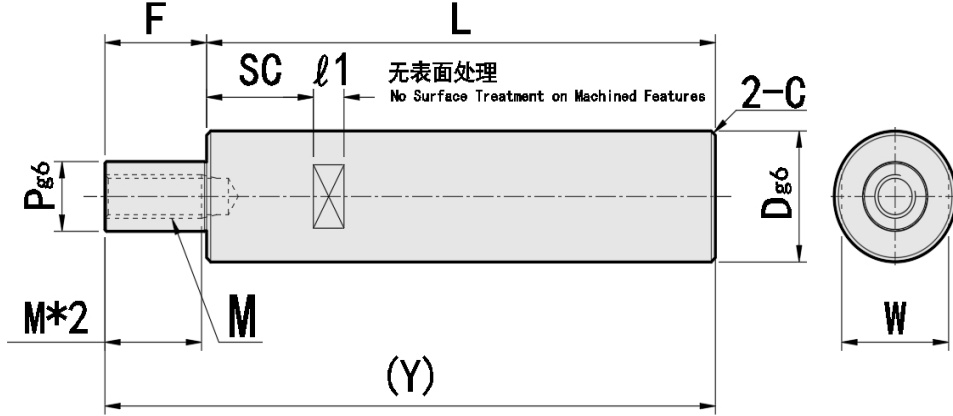 F
L
SC
ℓ1
无表面处理
No Surface Treatment on Machined Features
2-C
Pg6
Dg6
M*2
M
W
(Y)